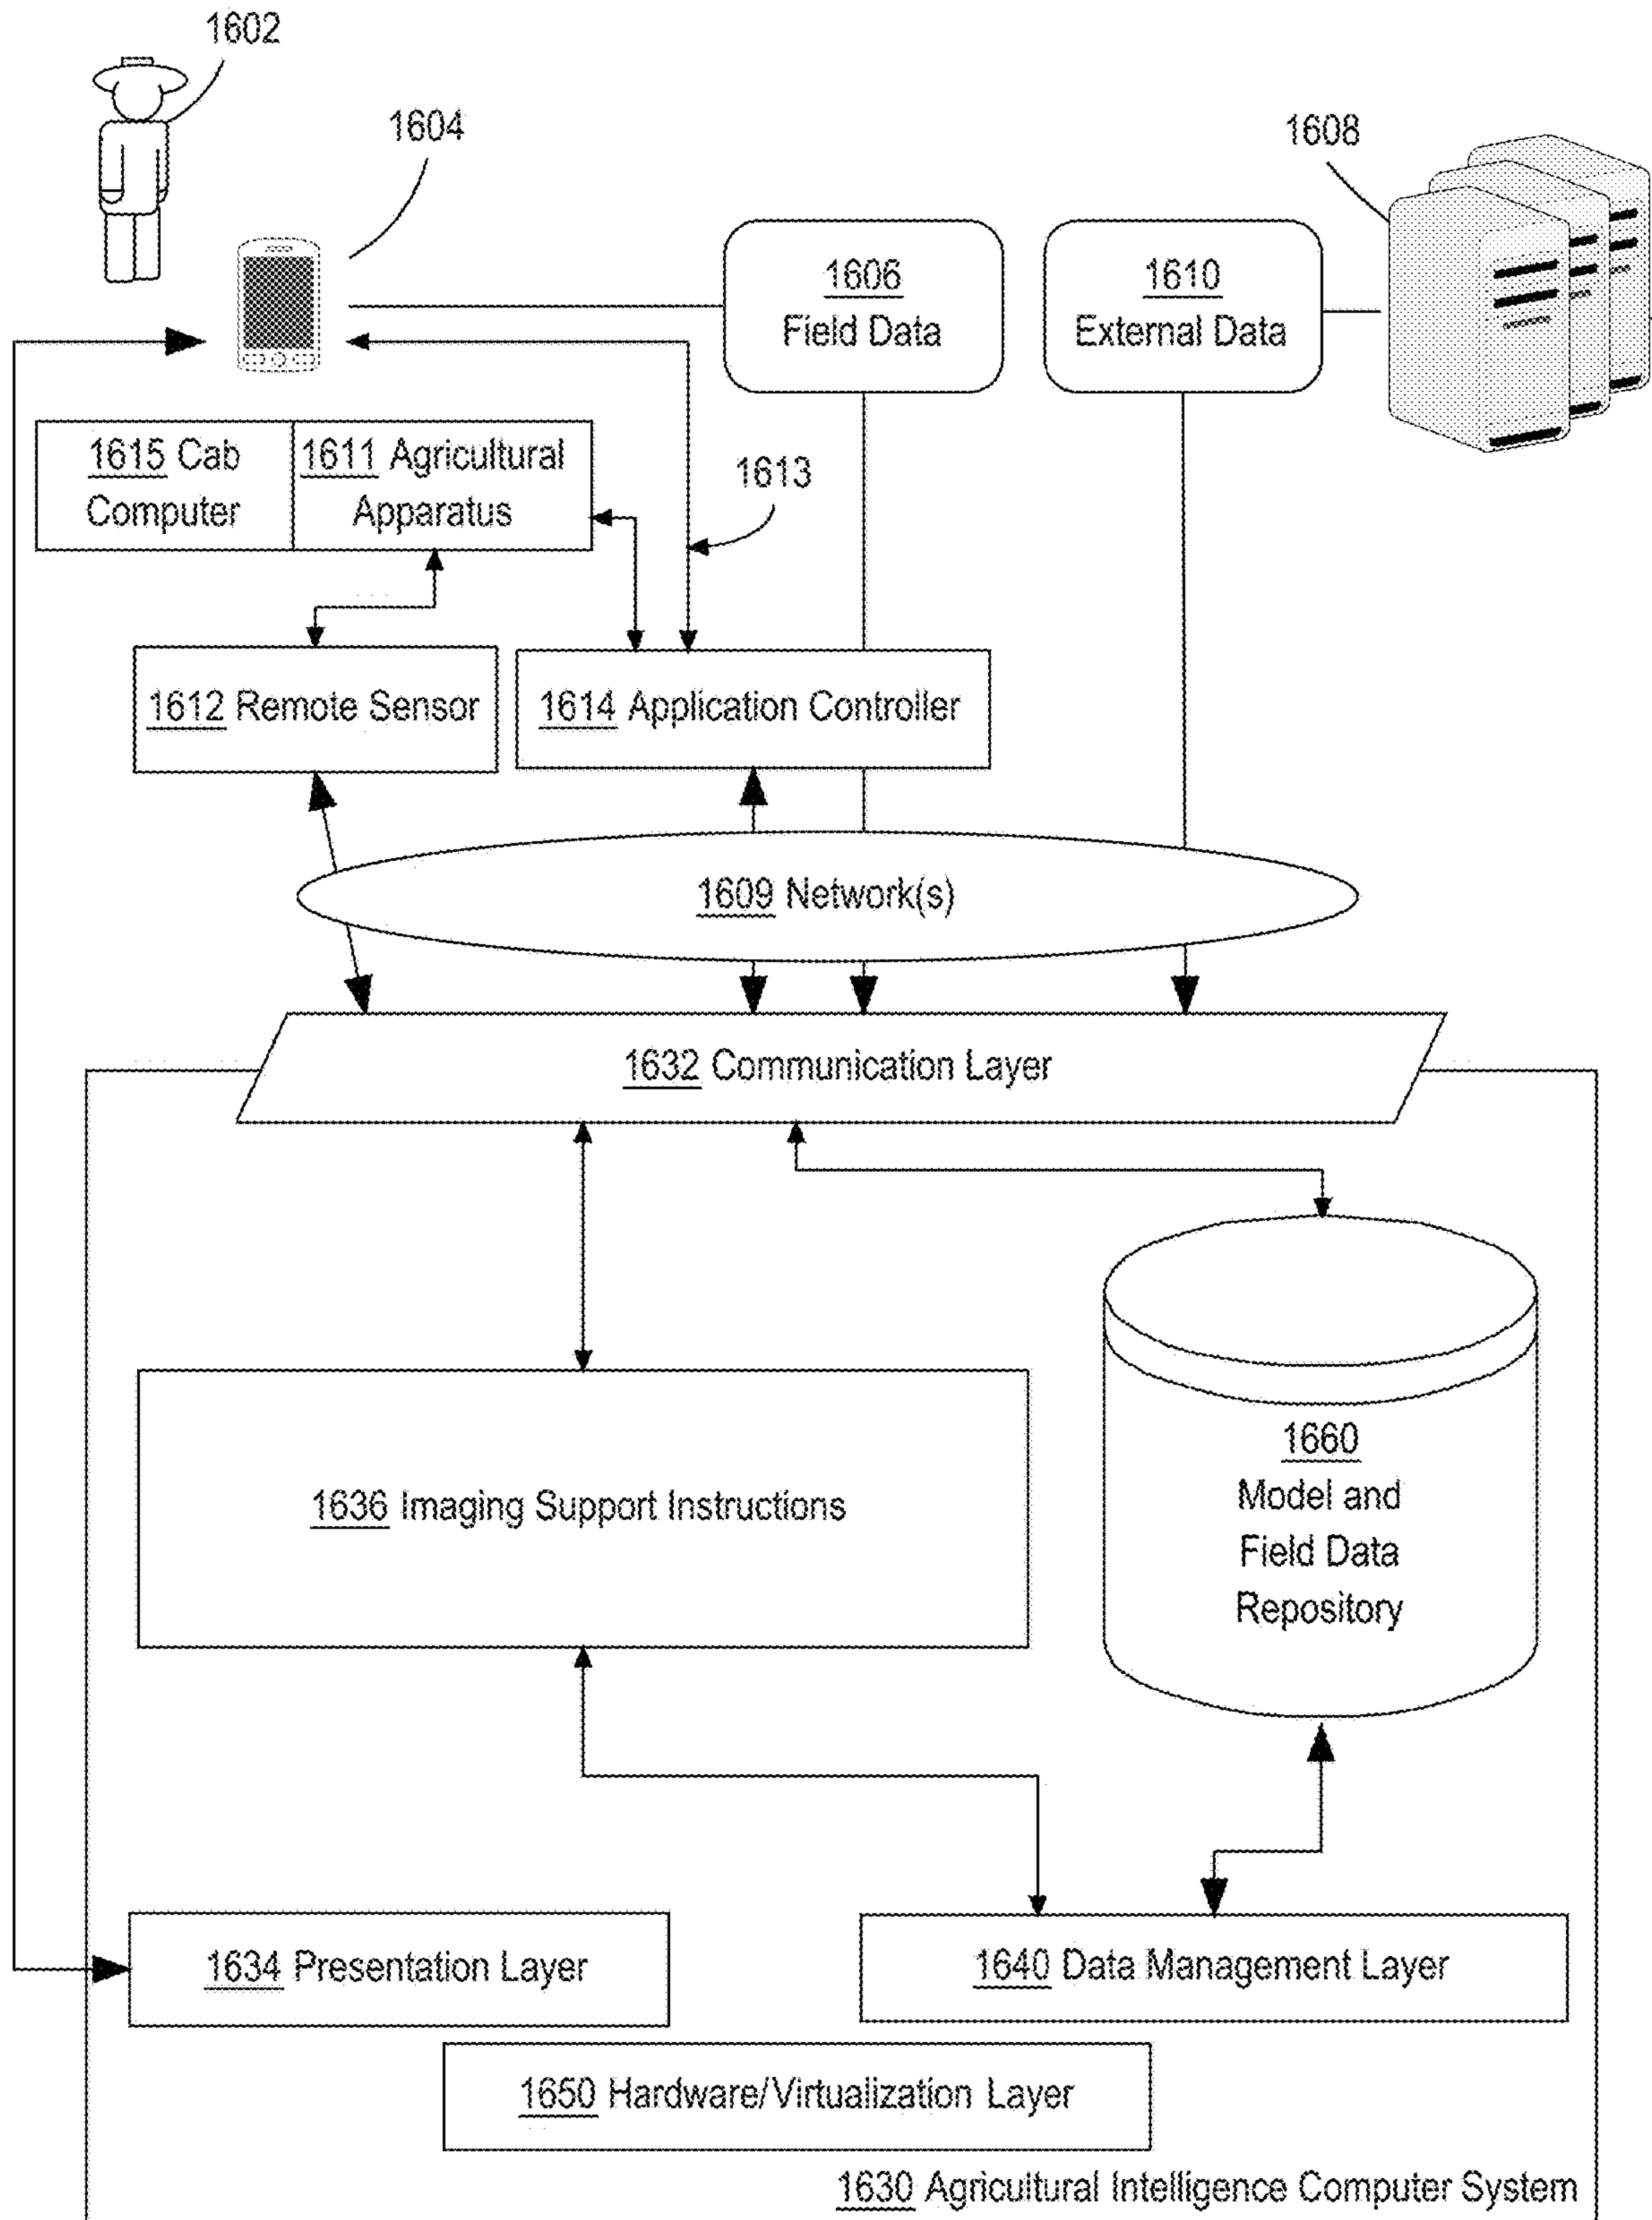 1602
1604
1608
1606
Field Data
1610
External Data
1615 Cab
Computer
1611 Agricultural
Apparatus
1613
1612 Remote Sensor
1614 Application Controller
1609 Network(s)
1632 Communication Layer
1636 Imaging Support Instructions
1660
Model and
Field Data
Repository
1634 Presentation Layer
1640 Data Management Layer
1650 Hardware/Virtualization Layer
1630 Agricultural Intelligence Computer System